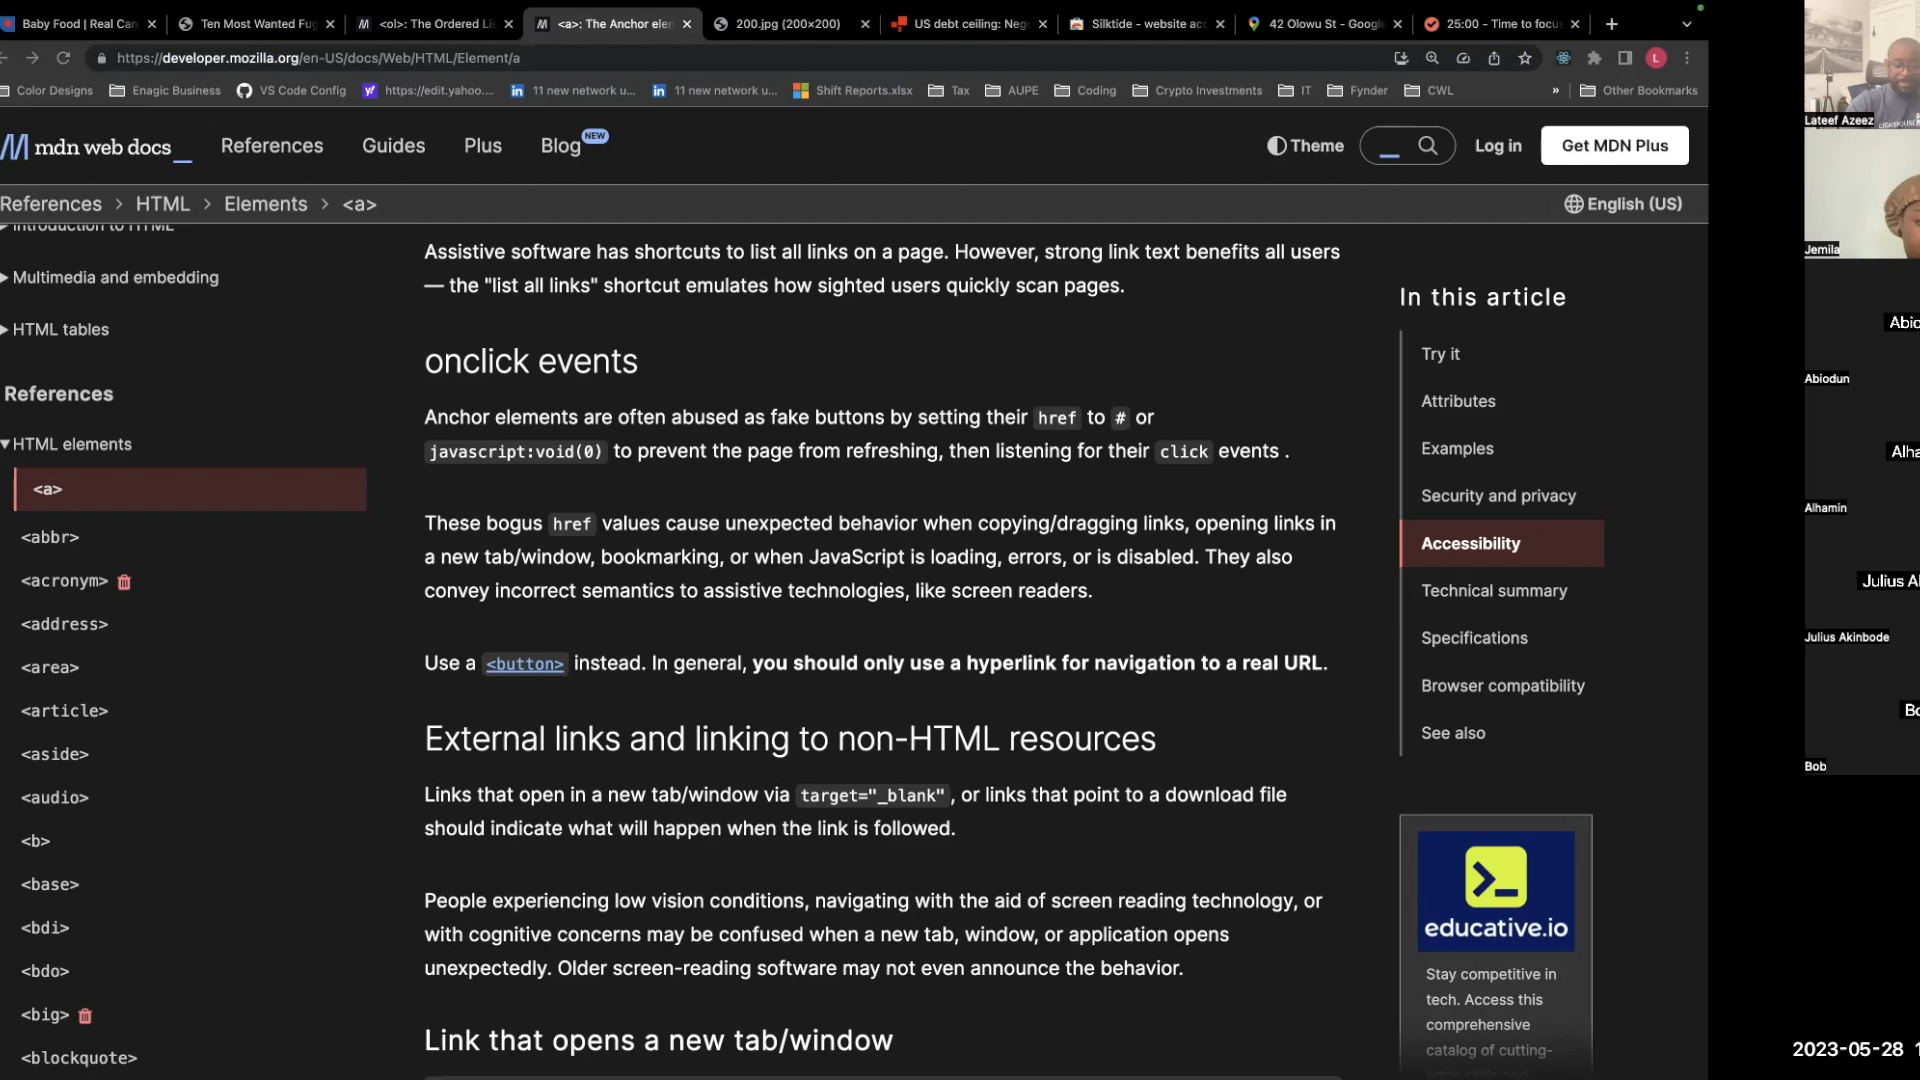 Baby Food | Real Can
Ten Most Wanted Fug
<ol>: The Ordered Lis
<a>: The Anchor elem
200.jpg (200×200)
US debt ceiling: Neg
Silktide - website acc
42 Olowu St - Google
25:00 - Time to focus
https://developer.mozilla.org/en-US/docs/Web/HTML/Element/a
L
Color Designs
Enagic Business
VS Code Config
https://edit.yahoo....
11 new network u...
11 new network u...
Shift Reports.xlsx
Tax
AUPE
Coding
Crypto Investments
IT
Fynder
CWL
»
Other Bookmarks
mdn web docs_
References
Guides
Plus
Blog
NEW
Theme
Log in
Get MDN Plus
References > HTML > Elements > <a>
English (US)
Introduction to HTML
Multimedia and embedding
HTML tables
References
HTML elements
<a>
<abbr>
<acronym>
<address>
<area>
<article>
<aside>
<audio>
<b>
<base>
<bdi>
<bdo>
<big>
<blockquote>
Assistive software has shortcuts to list all links on a page. However, strong link text benefits all users
— the "list all links" shortcut emulates how sighted users quickly scan pages.
onclick events
Anchor elements are often abused as fake buttons by setting their href to # or
javascript:void(0) to prevent the page from refreshing, then listening for their click events .
These bogus href values cause unexpected behavior when copying/dragging links, opening links in
a new tab/window, bookmarking, or when JavaScript is loading, errors, or is disabled. They also
convey incorrect semantics to assistive technologies, like screen readers.
Use a <button> instead. In general, you should only use a hyperlink for navigation to a real URL.
External links and linking to non-HTML resources
Links that open in a new tab/window via target="_blank", or links that point to a download file
should indicate what will happen when the link is followed.
People experiencing low vision conditions, navigating with the aid of screen reading technology, or
with cognitive concerns may be confused when a new tab, window, or application opens
unexpectedly. Older screen-reading software may not even announce the behavior.
Link that opens a new tab/window
In this article
Try it
Attributes
Examples
Security and privacy
Accessibility
Technical summary
Specifications
Browser compatibility
See also
educative.io
Stay competitive in
tech. Access this
comprehensive
catalog of cutting-
edge skills and
Lateef Azeez
Jemila
Abio
Abiodun
Alha
Alhamin
Julius A
Julius Akinbode
Bo
Bob
2023-05-28